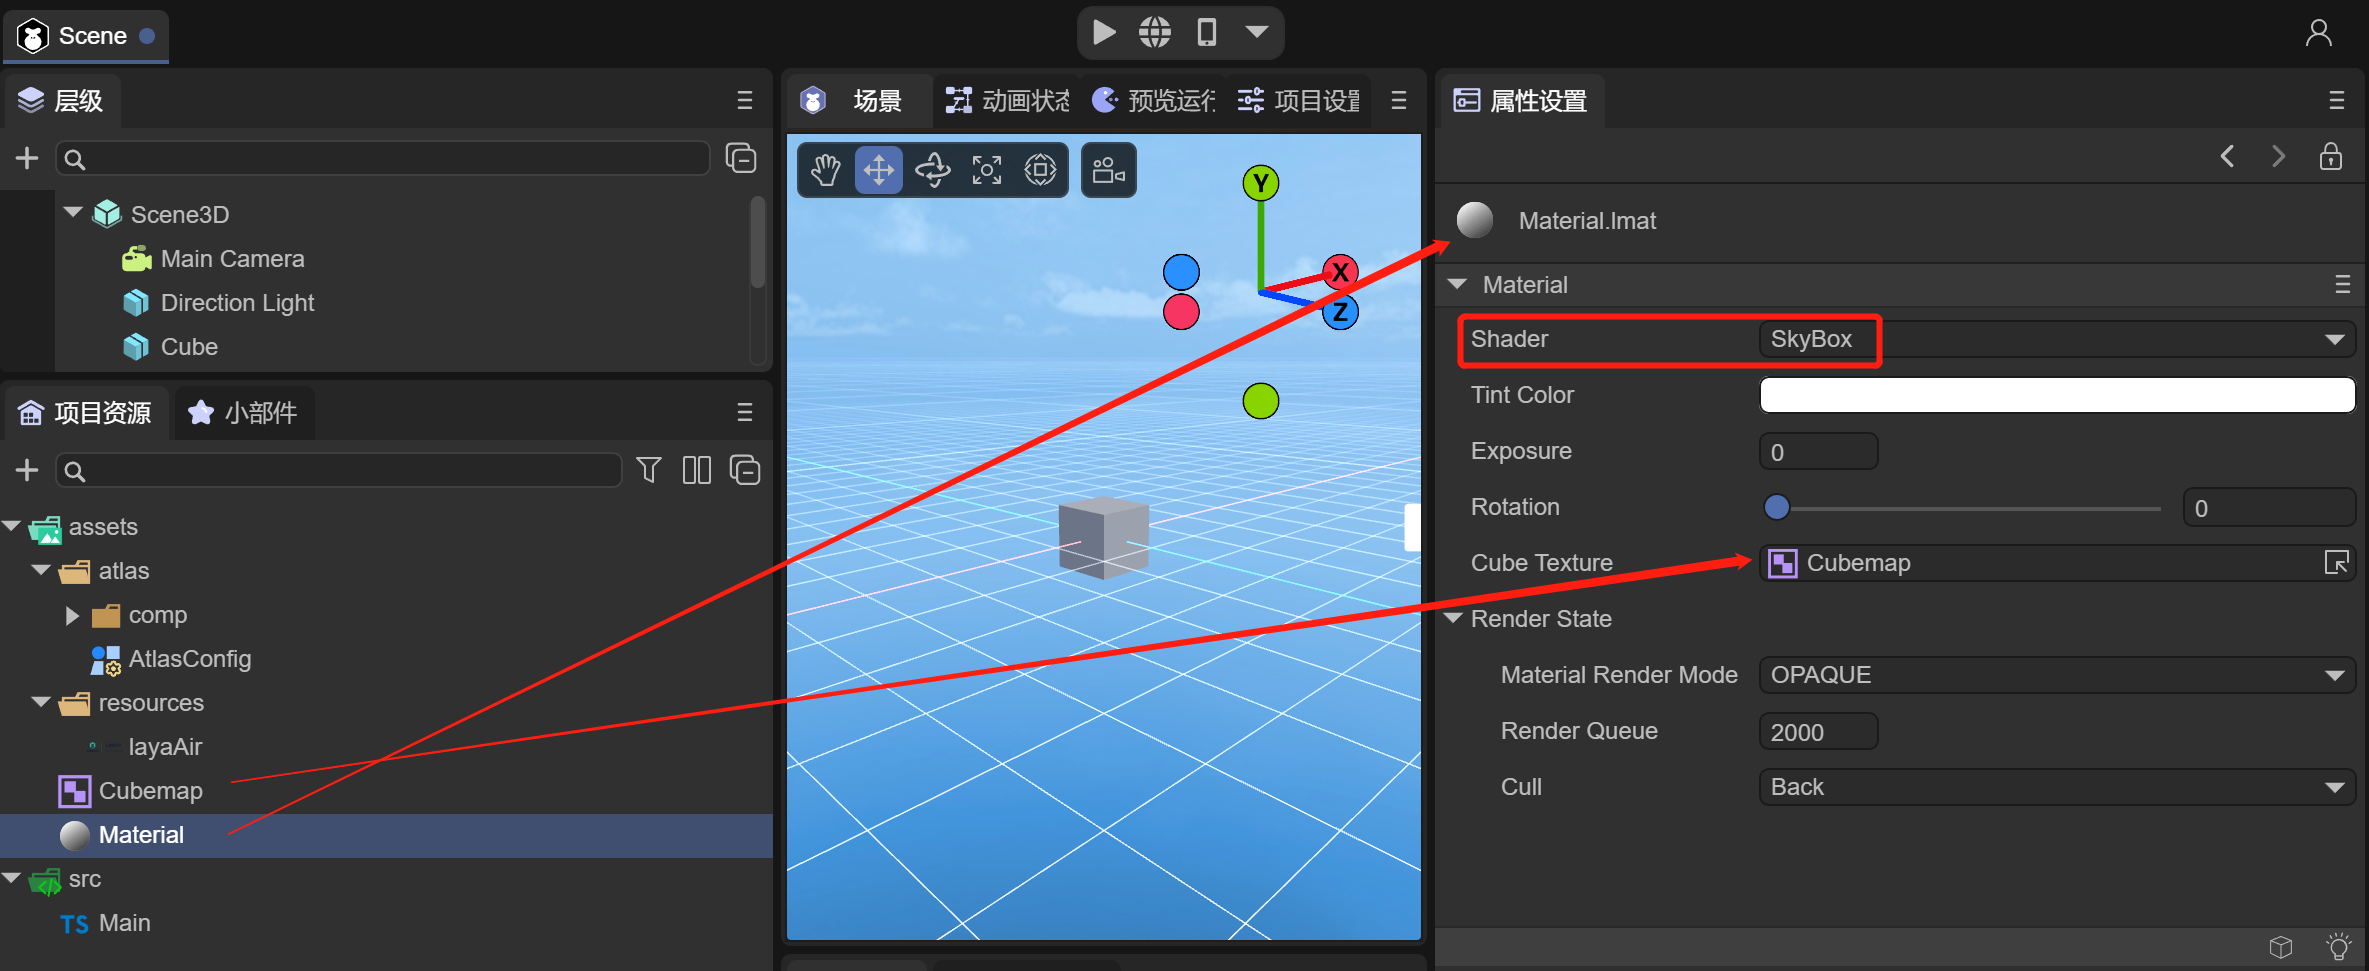 Scene
层级
Scene3D
Main Camera
Direction Light
Cube
项目资源
小部件
assets
atlas
comp
AtlasConfig
resources
layaAir
Cubemap
Material
src
TS Main
场景
动画状态
预览运行
项目设置
Y
X
Z
属性设置
Material.lmat
Material
Shader SkyBox
Tint Color
Exposure 0
Rotation 0
Cube Texture Cubemap
Render State
Material Render Mode OPAQUE
Render Queue 2000
Cull Back